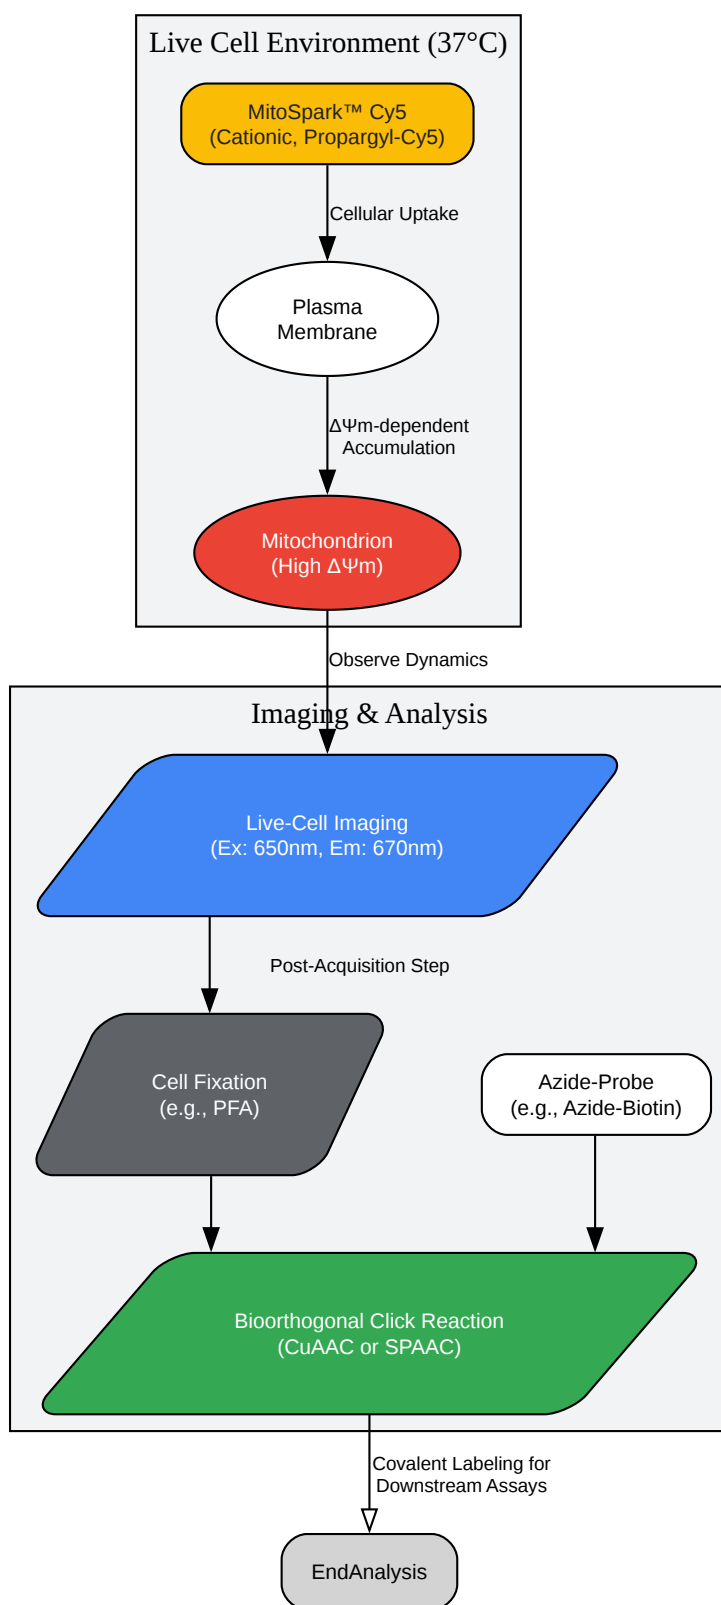 Live Cell Environment (37°C)
MitoSpark™ Cy5
(Cationic, Propargyl-Cy5)
Cellular Uptake
Plasma
Membrane
ΔΨm-dependent
Accumulation
Mitochondrion
(High ΔΨm)
Observe Dynamics
Imaging & Analysis
Live-Cell Imaging
(Ex: 650nm, Em: 670nm)
Post-Acquisition Step
Cell Fixation
(e.g., PFA)
Azide-Probe
(e.g., Azide-Biotin)
Bioorthogonal Click Reaction
(CuAAC or SPAAC)
Covalent Labeling for
Downstream Assays
EndAnalysis